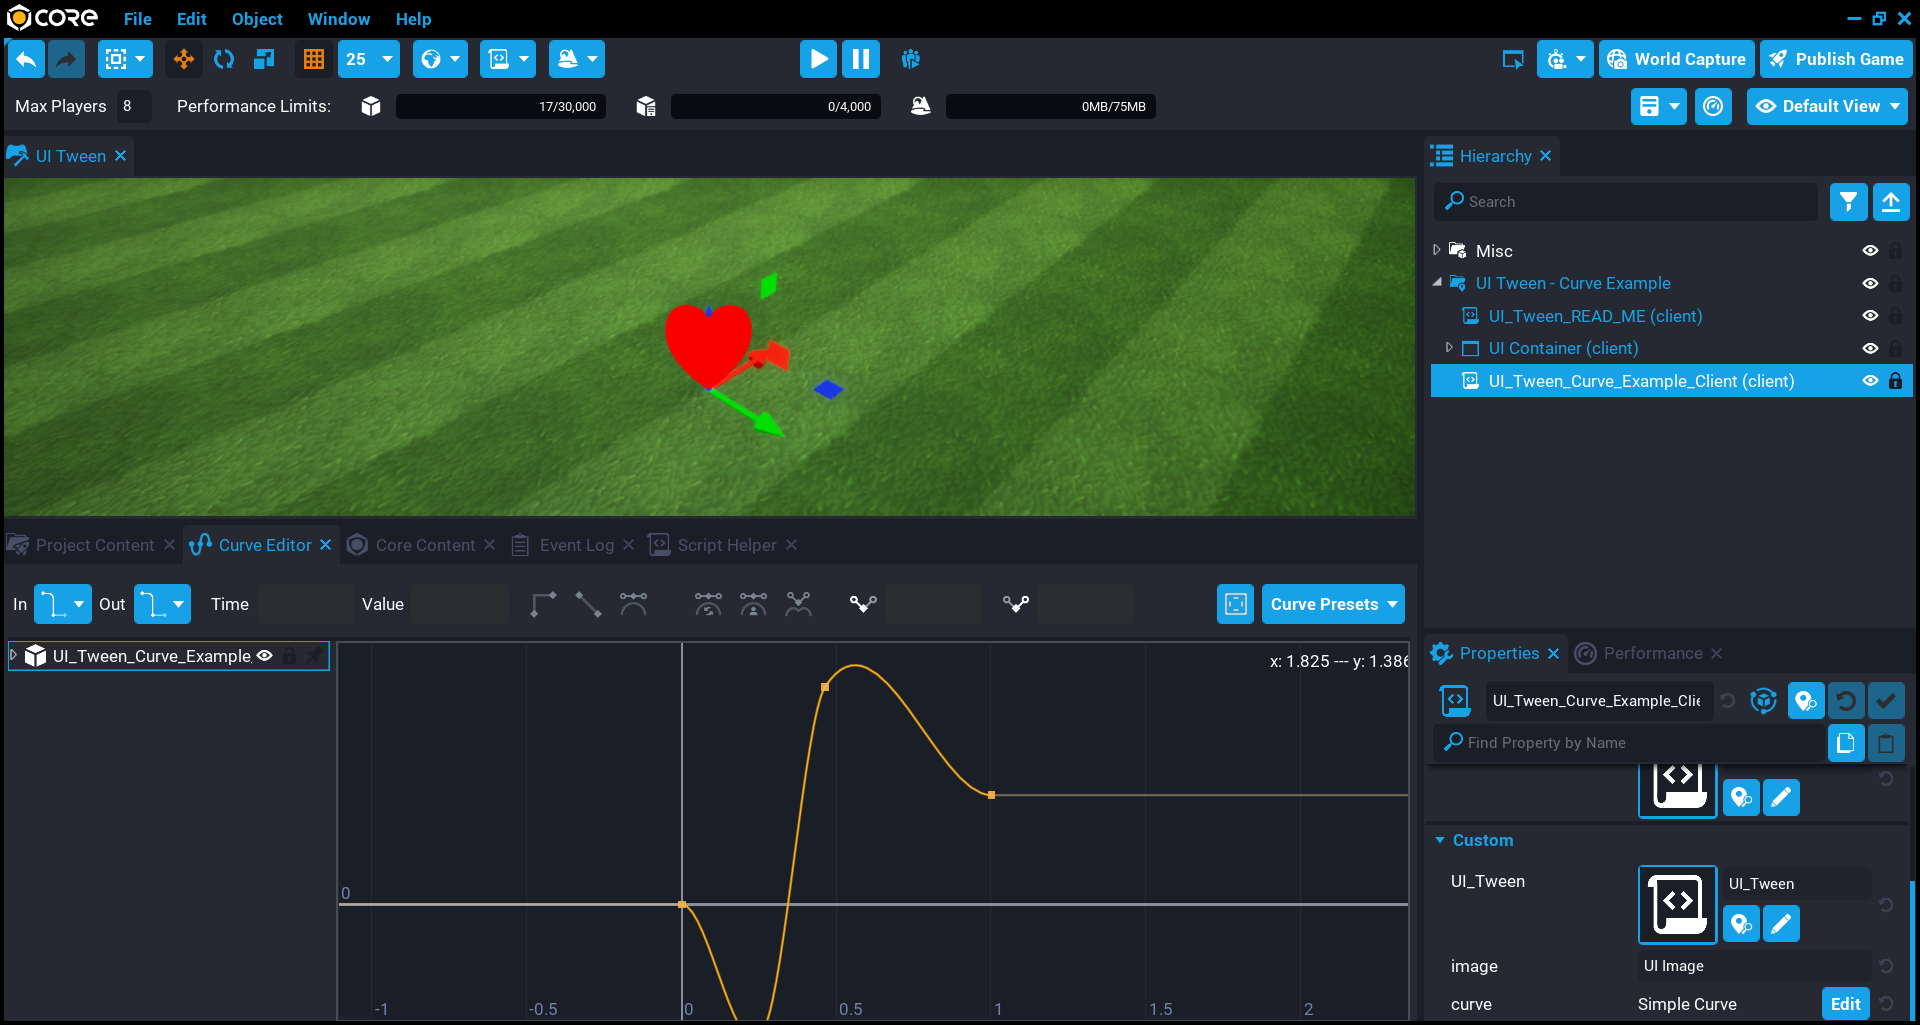 CORE File Edit Object Window Help
25 World Capture Publish Game
Max Players 8 Performance Limits: 17/30,000 0/4,000 0MB/75MB Default View
UI Tween
Hierarchy
Search
Misc
UI Tween - Curve Example
UI_Tween_READ_ME (client)
UI Container (client)
UI_Tween_Curve_Example_Client (client)
Project Content Curve Editor Core Content Event Log Script Helper
In Out Time Value Curve Presets
UI_Tween_Curve_Example.
x: 1.825 --- y: 1.386
0
-1 -0.5 0 0.5 1 1.5 2
Properties Performance
UI_Tween_Curve_Example_Clie
Find Property by Name
Custom
UI_Tween UI_Tween
image UI Image
curve Simple Curve Edit